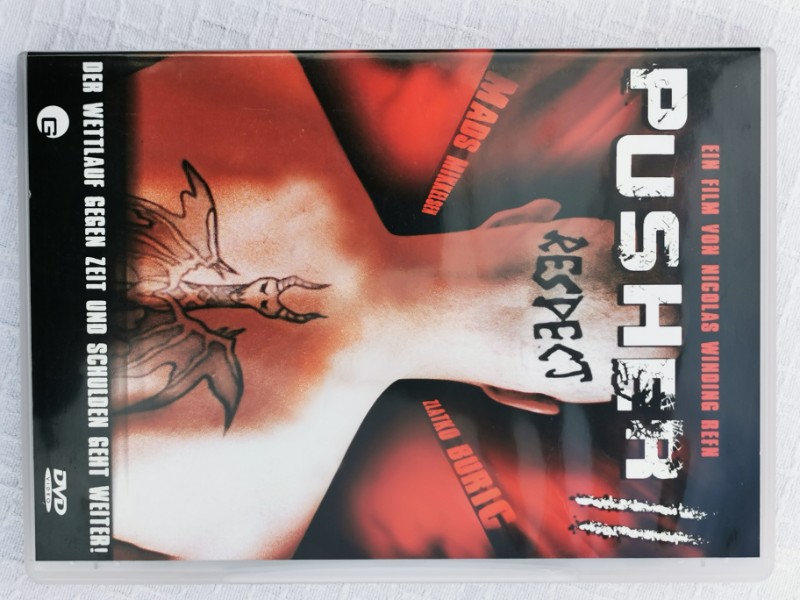 EIN FILM VON NICOLAS WINDING REFN
PUSHER II
RESPECT
MADS MIKKELSEN
ZLATKO BURIC
DER WETTLAUF GEGEN ZEIT UND SCHULDEN GEHT WEITER!
DVD
VIDEO